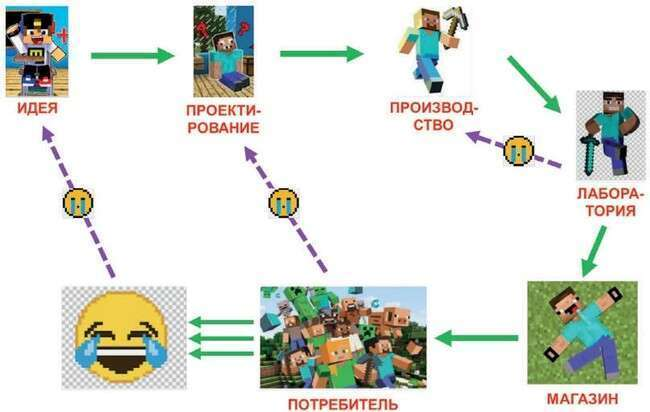 ИДЕЯ
ПРОЕКТИ-
РОВАНИЕ
ПРОИЗВОД-
СТВО
ЛАБОРА-
ТОРИЯ
МАГАЗИН
ПОТРЕБИТЕЛЬ